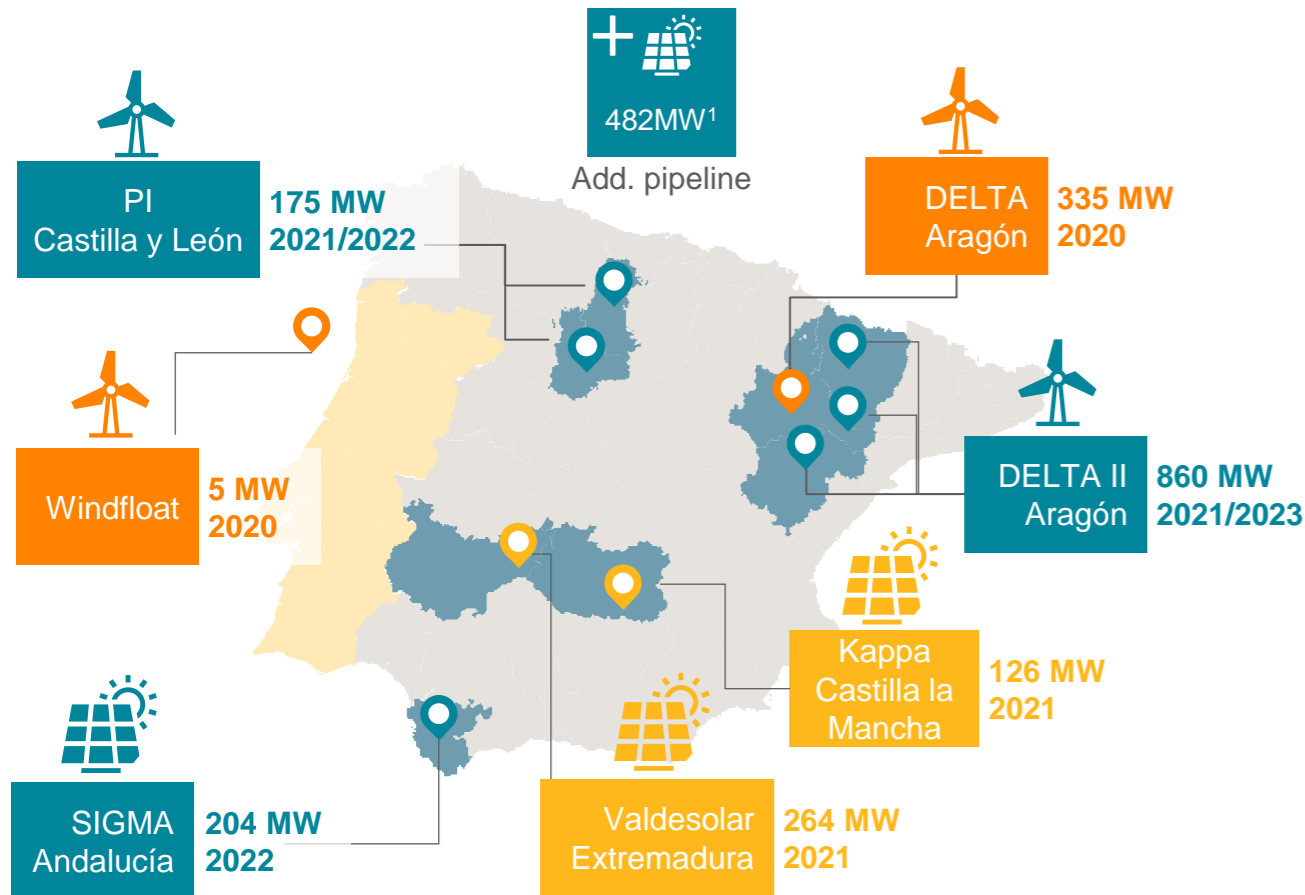 482MW¹
Add. pipeline
PI
Castilla y León
175 MW
2021/2022
DELTA
Aragón
335 MW
2020
Windfloat
5 MW
2020
DELTA II
Aragón
860 MW
2021/2023
Kappa
Castilla la
Mancha
126 MW
2021
SIGMA
Andalucía
204 MW
2022
Valdesolar
Extremadura
264 MW
2021